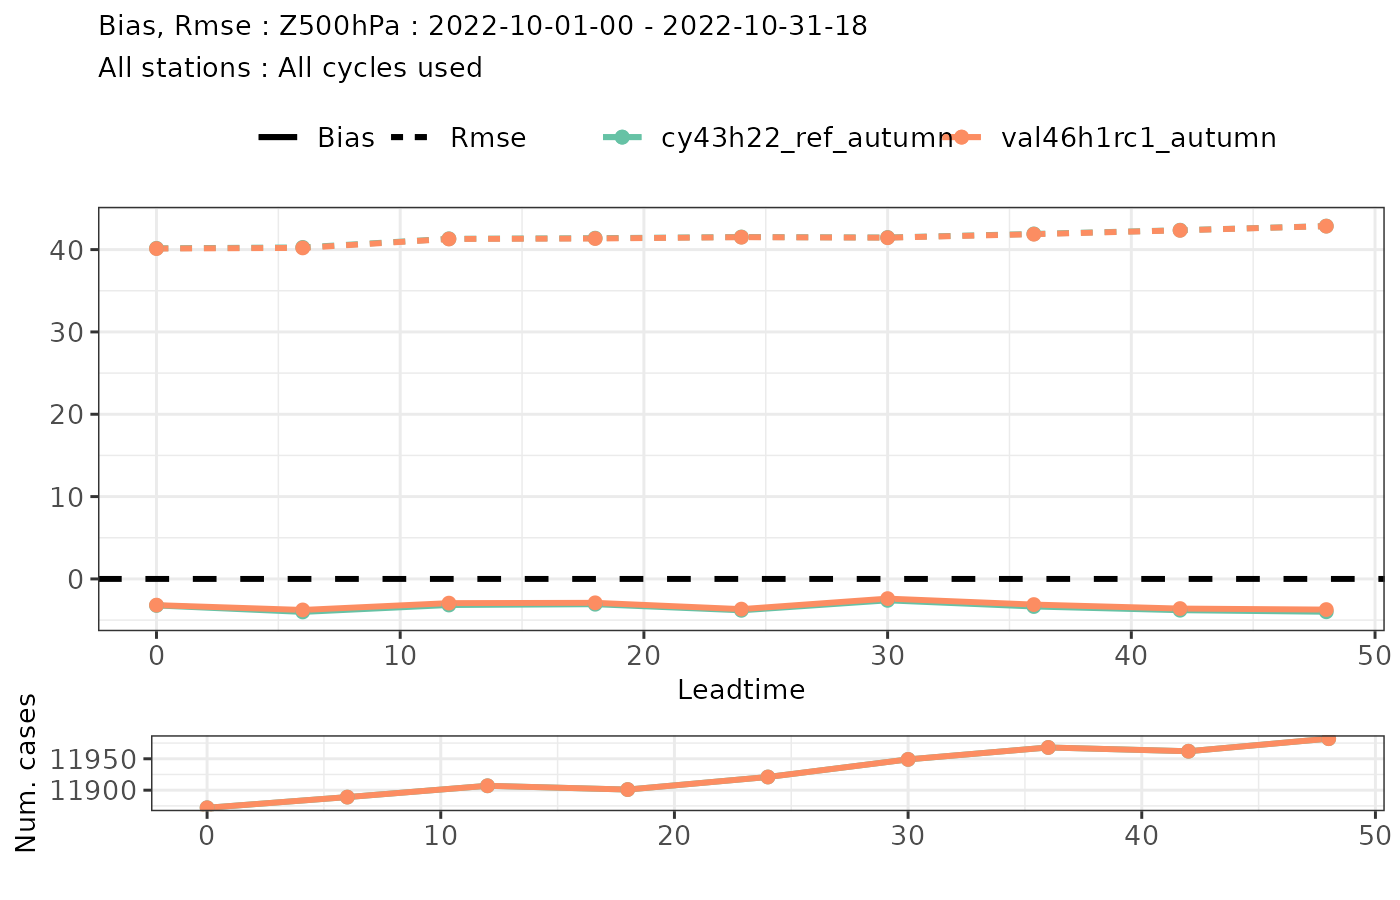 Bias, Rmse : Z500hPa : 2022-10-01-00 - 2022-10-31-18
All stations : All cycles used
Bias Rmse cy43h22_ref_autumn val46h1rc1_autumn
40
30
20
10
0
0 10 20 30 40 50
Leadtime
Num. cases
11950
11900
0 10 20 30 40 50